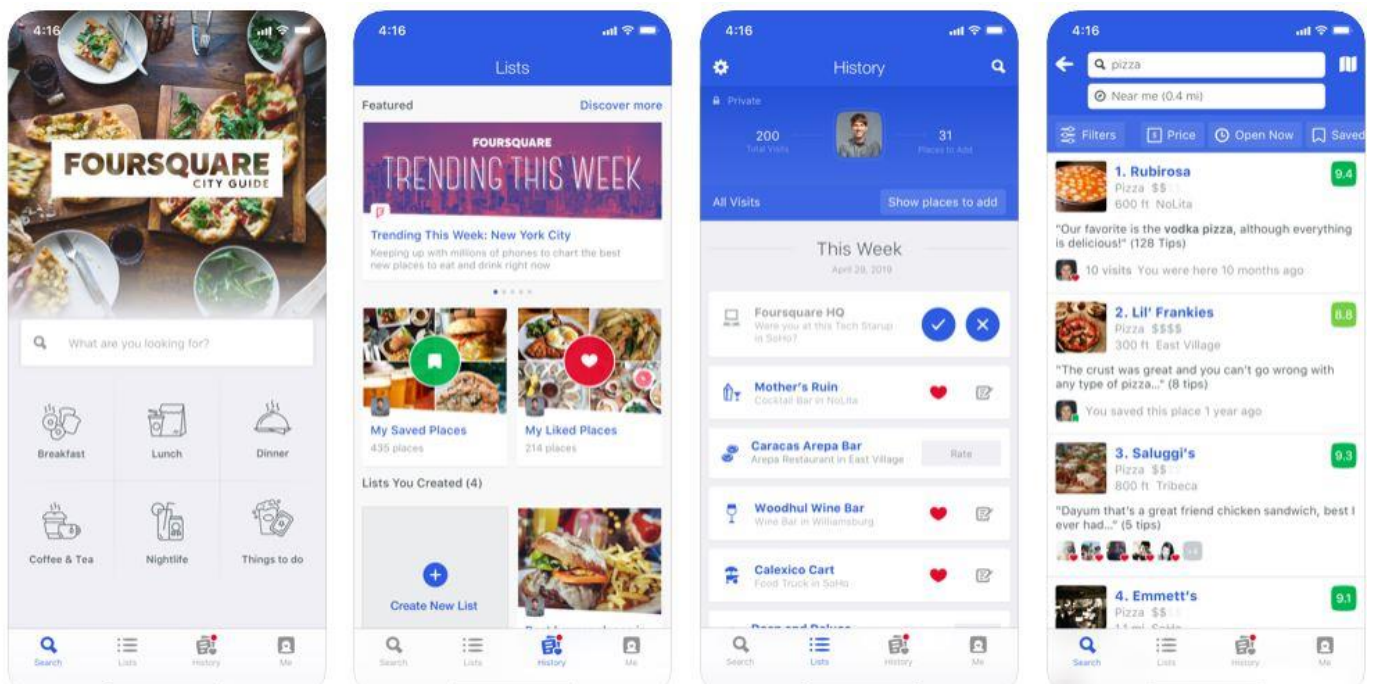 4:16
FOURSQUARE
CITY GUIDE
What are you looking for?
Breakfast
Lunch
Dinner
Coffee & Tea
Nightlife
Things to do
Search
Lists
History
Me
4:16
Lists
Featured
Discover more
FOURSQUARE
TRENDING THIS WEEK
Trending This Week: New York City
Keeping up with millions of phones to chart the best
new places to eat and drink right now
My Saved Places
435 places
My Liked Places
214 places
Lists You Created (4)
Create New List
Search
Lists
History
Me
4:16
History
Private
200
Total Visits
31
Places to Add
All Visits
Show places to add
This Week
April 29, 2019
Foursquare HQ
Were you at this Tech Starup
in SoHo?
Mother's Ruin
Cocktail Bar in NoLita
Caracas Arepa Bar
Arepa Restaurant in East Village
Rate
Woodhul Wine Bar
Wine Bar in Williamsburg
Calexico Cart
Food Truck in SoHo
Search
Lists
History
Me
4:16
pizza
Near me (0.4 mi)
Filters
$ Price
Open Now
Saved
1. Rubirosa
9.4
Pizza $$
600 ft NoLita
"Our favorite is the vodka pizza, although everything
is delicious!" (128 Tips)
10 visits You were here 10 months ago
2. Lil' Frankies
8.8
Pizza $$$$
300 ft East Village
"The crust was great and you can't go wrong with
any type of pizza..." (8 tips)
You saved this place 1 year ago
3. Saluggi's
9.3
Pizza $$
800 ft Tribeca
"Dayum that's a great friend chicken sandwich, best I
ever had..." (5 tips)
4. Emmett's
9.1
Pizza $$
1.1 mi SoHo
Search
Lists
History
Me